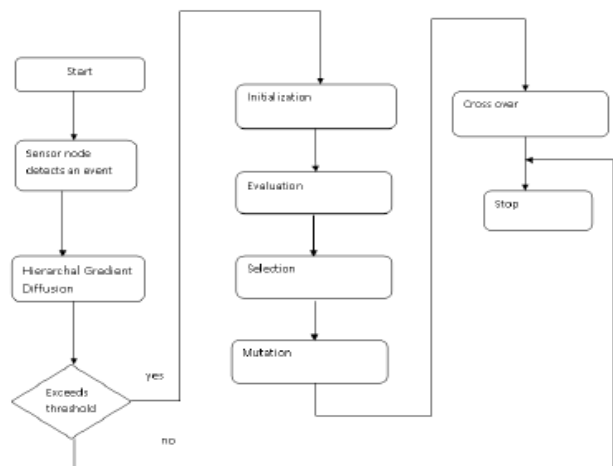 Start
Sensor node
detects an event
Hierarchal Gradient
Diffusion
Exceeds
threshold
yes
no
Initialization
Evaluation
Selection
Mutation
Cross over
Stop